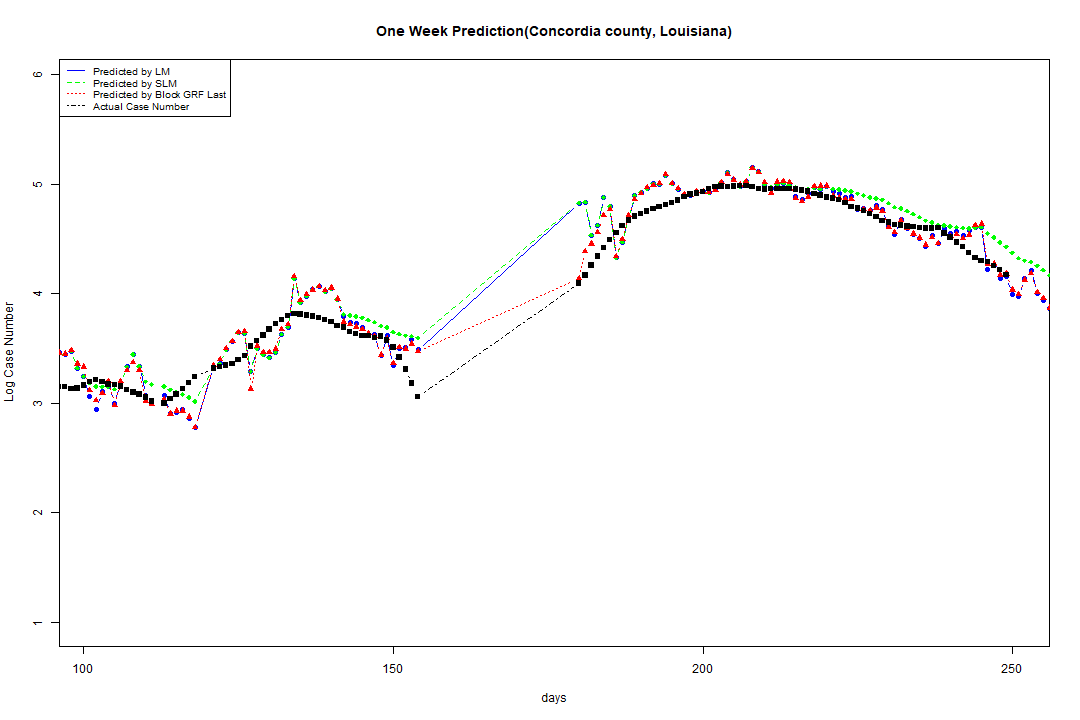 One Week Prediction(Concordia county, Louisiana)
6
5
4
3
2
1
Log Case Number
Predicted by LM
Predicted by SLM
Predicted by Block GRF Last
Actual Case Number
100 150 200 250
days